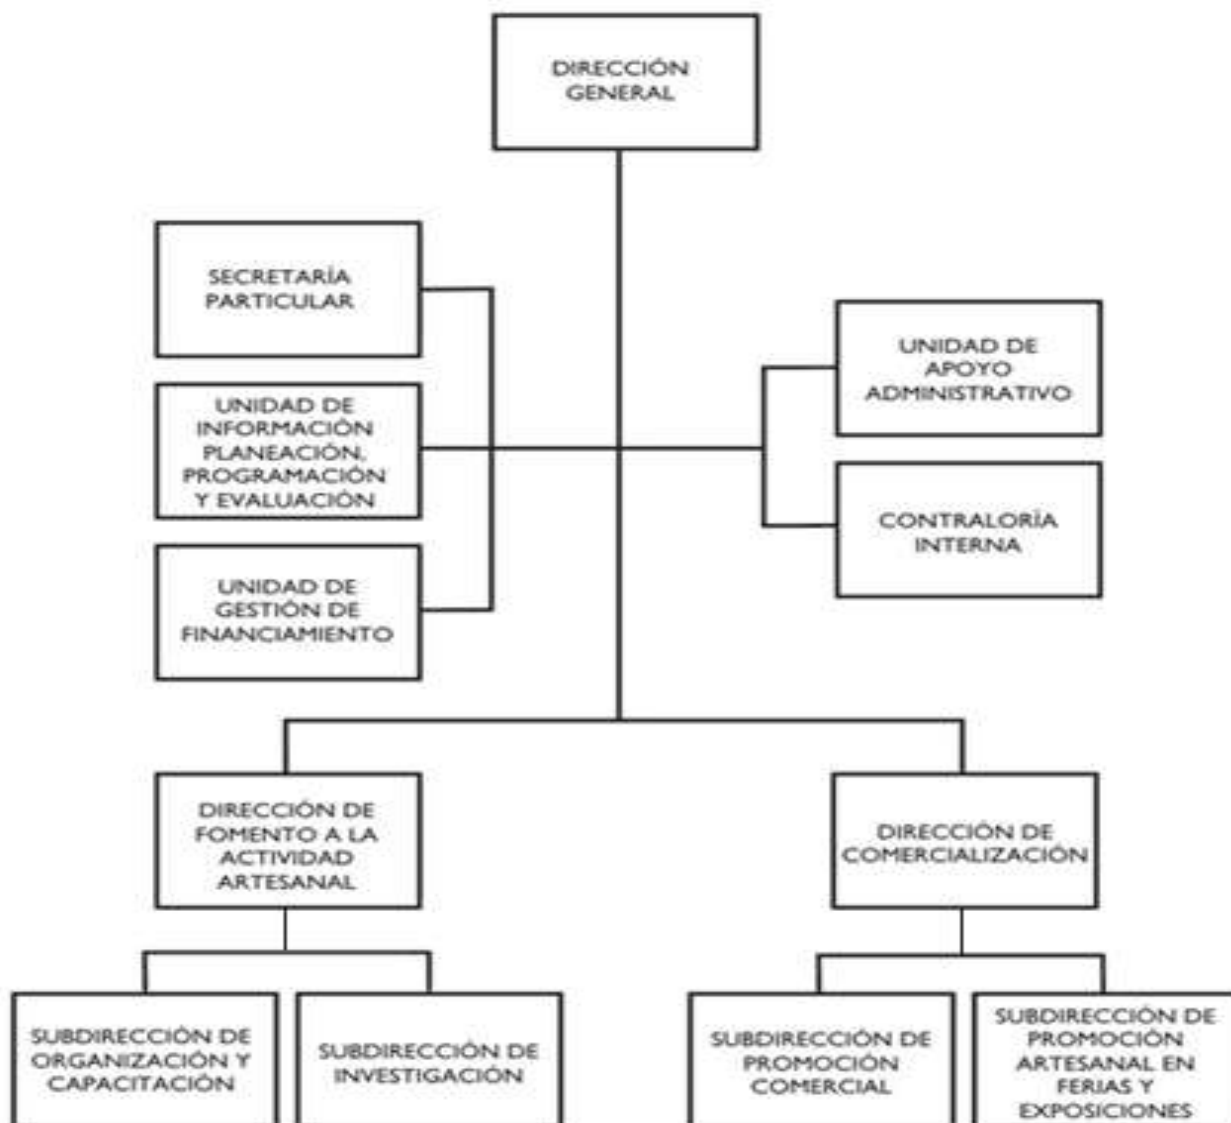 DIRECCIÓN
GENERAL
SECRETARÍA
PARTICULAR
UNIDAD DE
INFORMACIÓN
PLANEACIÓN,
PROGRAMACIÓN
Y EVALUACIÓN
UNIDAD DE
GESTIÓN DE
FINANCIAMIENTO
UNIDAD DE
APOYO
ADMINISTRATIVO
CONTRALORÍA
INTERNA
DIRECCIÓN DE
FOMENTO A LA
ACTIVIDAD
ARTESANAL
DIRECCIÓN DE
COMERCIALIZACIÓN
SUBDIRECCIÓN DE
ORGANIZACIÓN Y
CAPACITACIÓN
SUBDIRECCIÓN DE
INVESTIGACIÓN
SUBDIRECCIÓN DE
PROMOCIÓN
COMERCIAL
SUBDIRECCIÓN DE
PROMOCIÓN
ARTESANAL EN
FERIAS Y
EXPOSICIONES